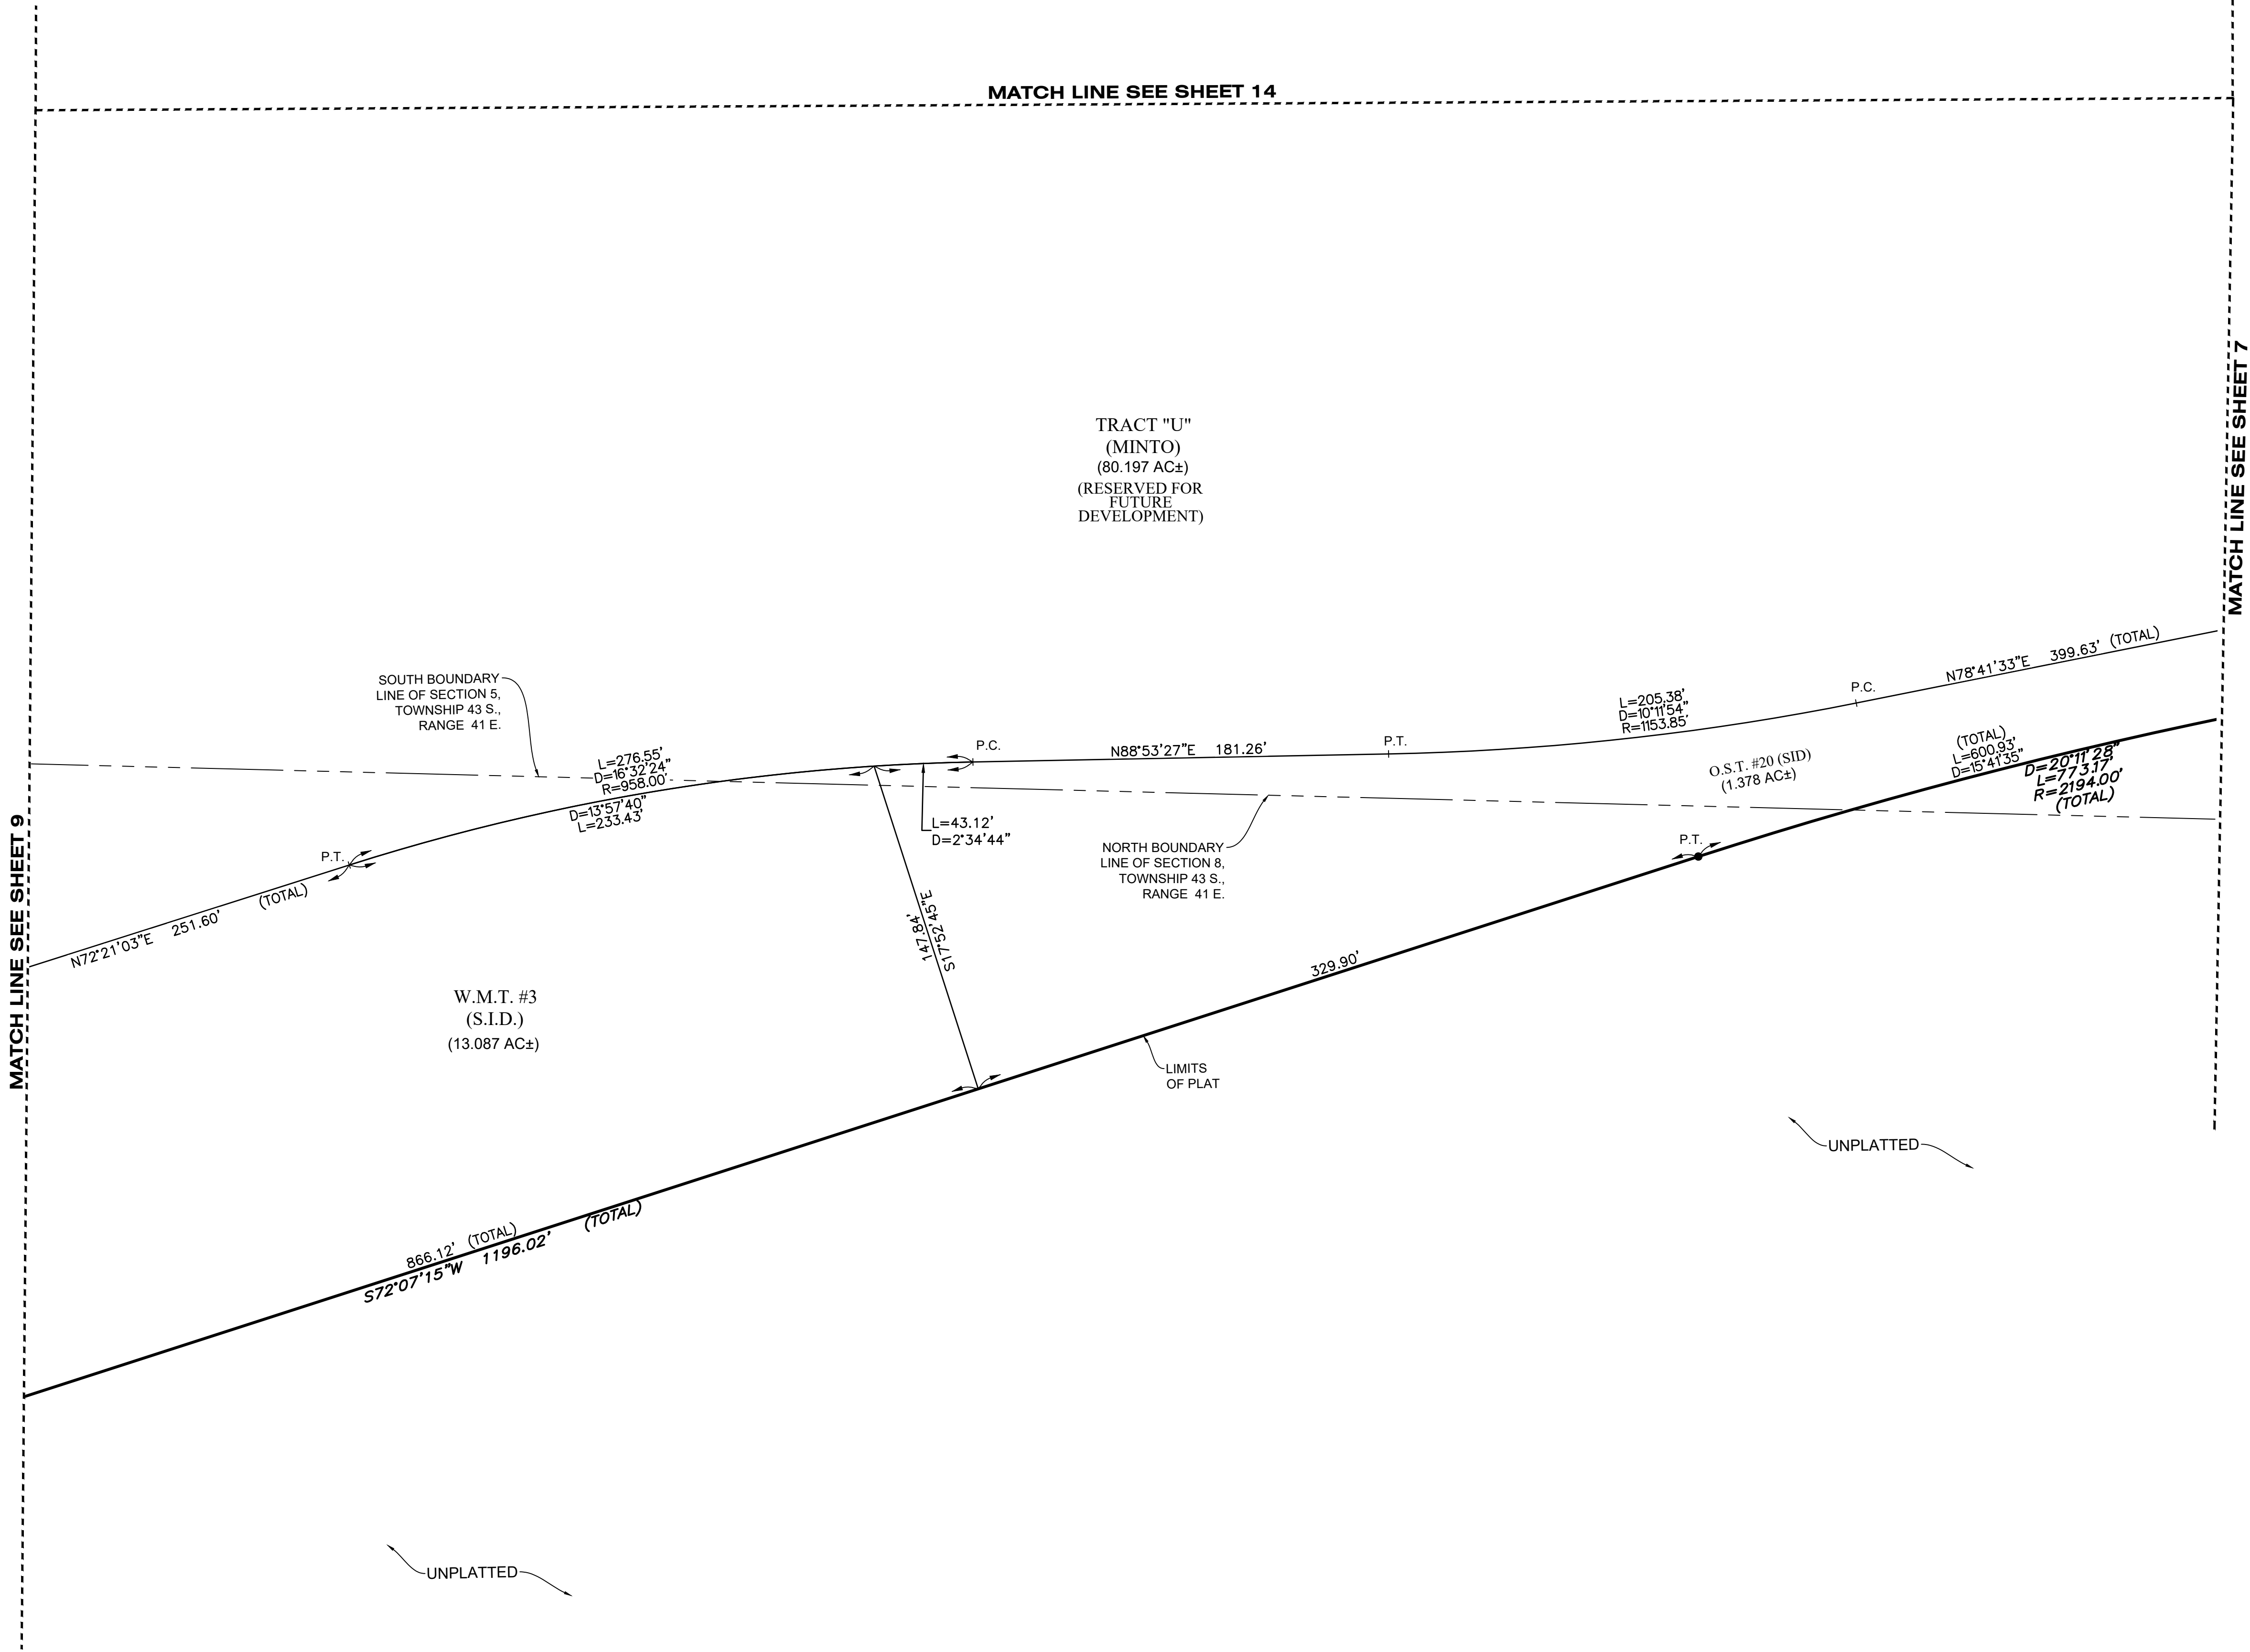 MATCH LINE SEE SHEET 14
MATCH LINE SEE SHEET 7
TRACT "U"
(MINTO)
(80.197 AC±)
(RESERVED FOR
FUTURE
DEVELOPMENT)
SOUTH BOUNDARY
LINE OF SECTION 5,
TOWNSHIP 43 S.,
RANGE 41 E.
L=276.55'
D=16°32'24"
R=958.00'
D=13°57'40"
L=233.43'
P.C.
N88°53'27"E 181.26'
P.T.
L=205.38'
D=10°11'54"
R=1153.85'
P.C.
N78°41'33"E 399.63' (TOTAL)
O.S.T. #20 (SID)
(1.378 AC±)
(TOTAL)
L=600.93'
D=15°41'35"
D=20°11'28"
L=773.17'
R=2194.00'
(TOTAL)
L=43.12'
D=2°34'44"
NORTH BOUNDARY
LINE OF SECTION 8,
TOWNSHIP 43 S.,
RANGE 41 E.
P.T.
P.T.
MATCH LINE SEE SHEET 9
N72°21'03"E 251.60' (TOTAL)
147.84'
S17°52'45"E
329.90'
W.M.T. #3
(S.I.D.)
(13.087 AC±)
LIMITS
OF PLAT
UNPLATTED
866.12' (TOTAL)
S72°07'15"W 1196.02' (TOTAL)
UNPLATTED